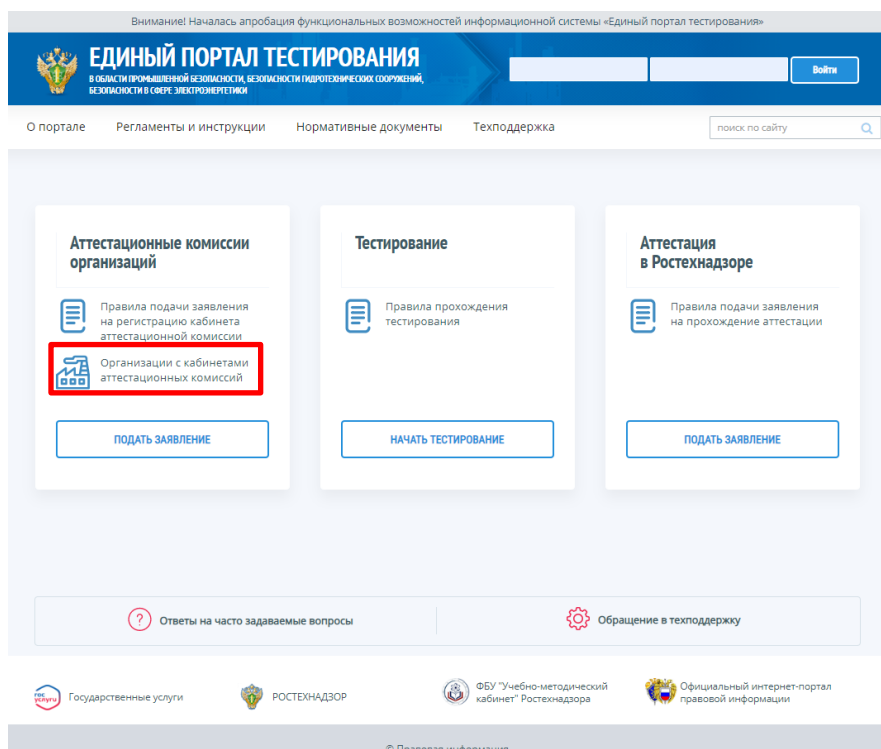 Внимание! Началась апробация функциональных возможностей информационной системы «Единый портал тестирования»
ЕДИНЫЙ ПОРТАЛ ТЕСТИРОВАНИЯ
В ОБЛАСТИ ПРОМЫШЛЕННОЙ БЕЗОПАСНОСТИ, БЕЗОПАСНОСТИ ГИДРОТЕХНИЧЕСКИХ СООРУЖЕНИЙ,
БЕЗОПАСНОСТИ В СФЕРЕ ЭЛЕКТРОЭНЕРГЕТИКИ
Войти
О портале Регламенты и инструкции Нормативные документы Техподдержка поиск по сайту
Аттестационные комиссии
организаций
Правила подачи заявления
на регистрацию кабинета
аттестационной комиссии
Организации с кабинетами
аттестационных комиссий
ПОДАТЬ ЗАЯВЛЕНИЕ
Тестирование
Правила прохождения
тестирования
НАЧАТЬ ТЕСТИРОВАНИЕ
Аттестация
в Ростехнадзоре
Правила подачи заявления
на прохождение аттестации
ПОДАТЬ ЗАЯВЛЕНИЕ
Ответы на часто задаваемые вопросы
Обращение в техподдержку
гос
услуги
Государственные услуги
РОСТЕХНАДЗОР
ФБУ "Учебно-методический
кабинет" Ростехнадзора
Официальный интернет-портал
правовой информации
© Правовая информация